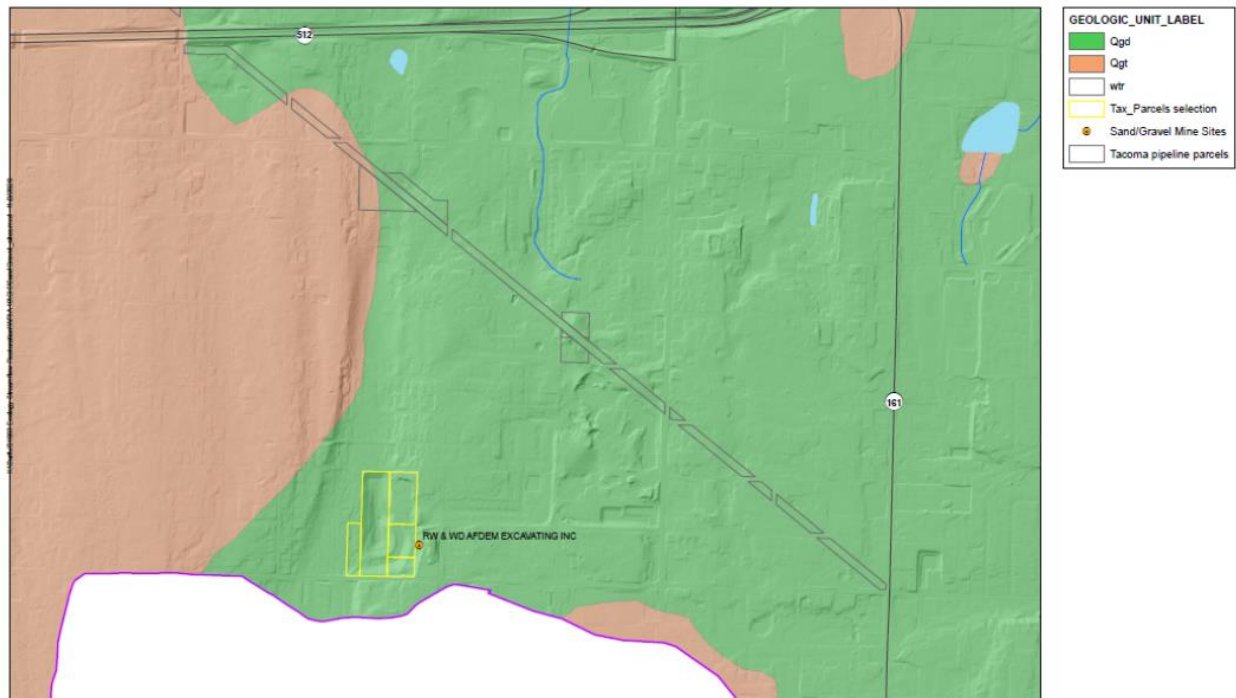 512
161
RW & WD AFDEM EXCAVATING INC
GEOLOGIC_UNIT_LABEL
Qgd
Qgt
wtr
Tax_Parcels selection
Sand/Gravel Mine Sites
Tacoma pipeline parcels